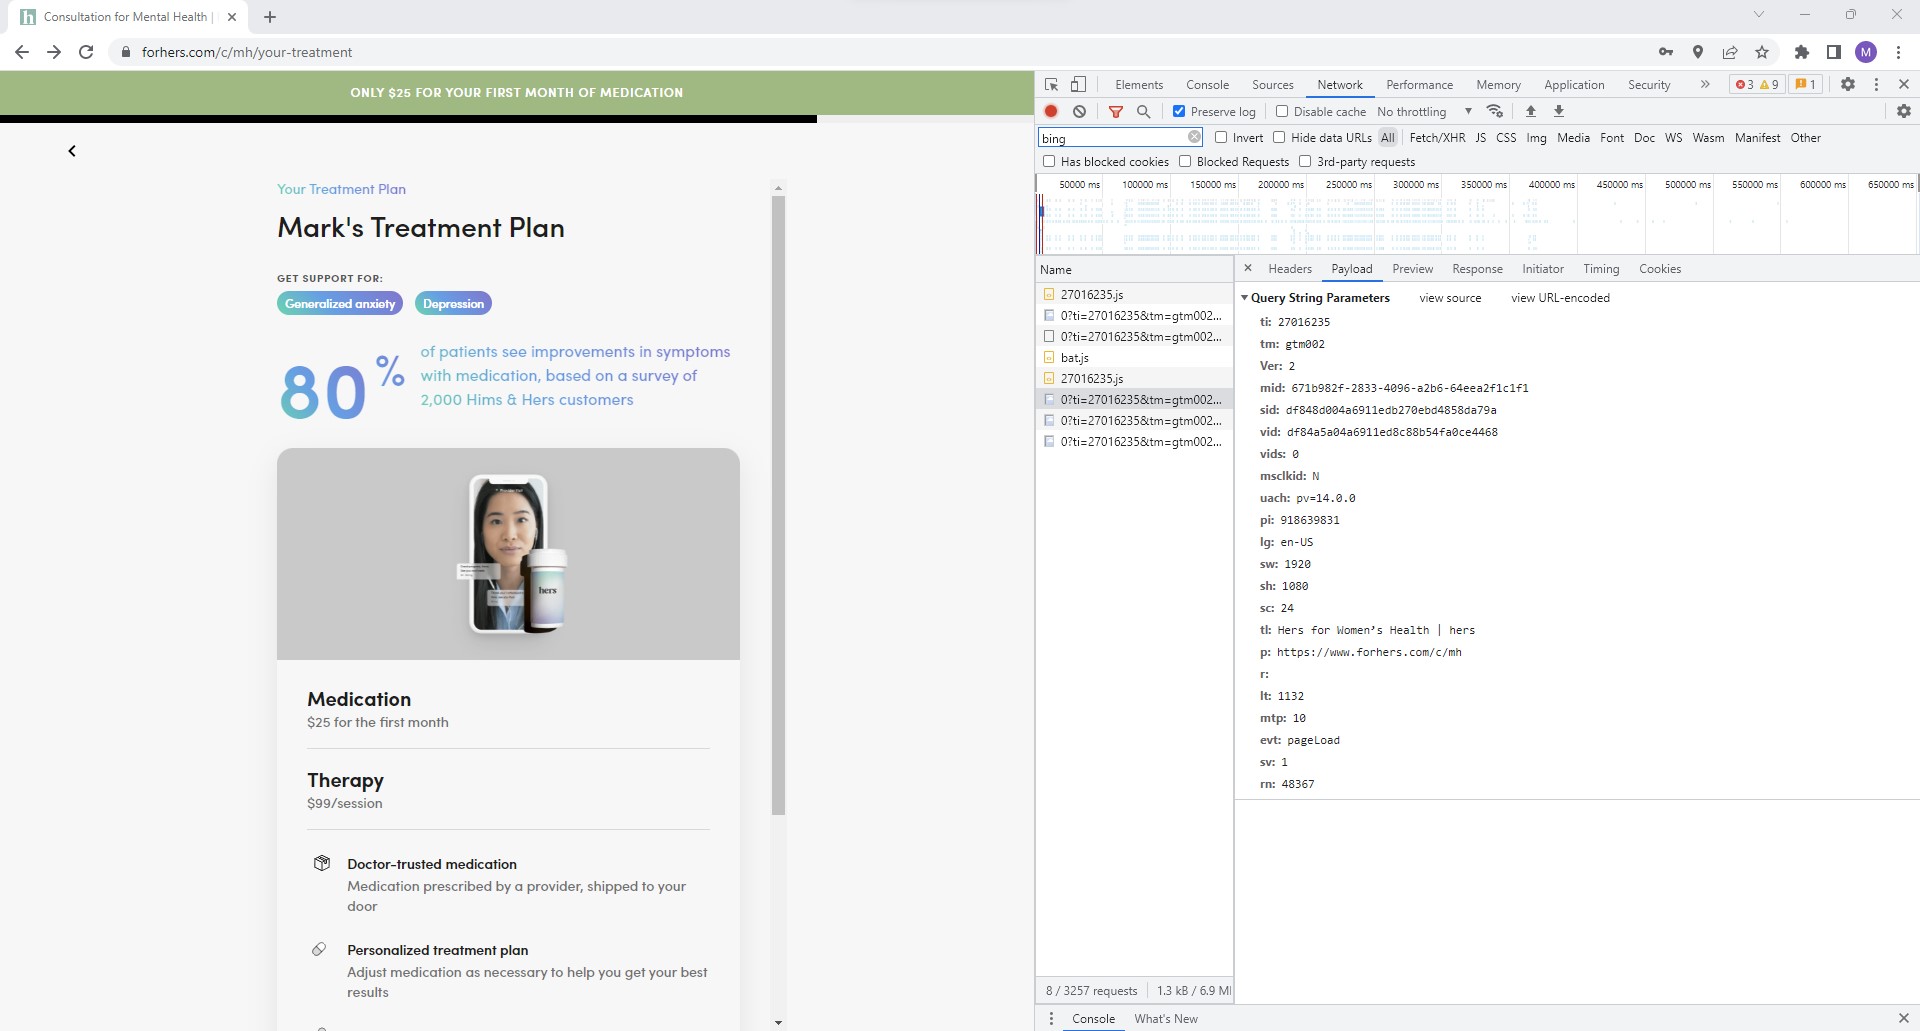 Consultation for Mental Health |
forhers.com/c/mh/your-treatment
M
ONLY $25 FOR YOUR FIRST MONTH OF MEDICATION
Your Treatment Plan
Mark's Treatment Plan
GET SUPPORT FOR:
Generalized anxiety Depression
80% of patients see improvements in symptoms
with medication, based on a survey of
2,000 Hims & Hers customers
hers
Medication
$25 for the first month
Therapy
$99/session
Doctor-trusted medication
Medication prescribed by a provider, shipped to your
door
Personalized treatment plan
Adjust medication as necessary to help you get your best
results
Elements Console Sources Network Performance Memory Application Security 3 9 1
Preserve log Disable cache No throttling
bing Invert Hide data URLs All Fetch/XHR JS CSS Img Media Font Doc WS Wasm Manifest Other
Has blocked cookies Blocked Requests 3rd-party requests
50000 ms 100000 ms 150000 ms 200000 ms 250000 ms 300000 ms 350000 ms 400000 ms 450000 ms 500000 ms 550000 ms 600000 ms 650000 ms
Name
27016235.js
0?ti=27016235&tm=gtm002...
0?ti=27016235&tm=gtm002...
bat.js
27016235.js
0?ti=27016235&tm=gtm002...
0?ti=27016235&tm=gtm002...
0?ti=27016235&tm=gtm002...
8 / 3257 requests 1.3 kB / 6.9 M
Headers Payload Preview Response Initiator Timing Cookies
Query String Parameters view source view URL-encoded
ti: 27016235
tm: gtm002
Ver: 2
mid: 671b982f-2833-4096-a2b6-64eea2f1c1f1
sid: df848d004a6911edb270ebd4858da79a
vid: df84a5a04a6911ed8c88b54fa0ce4468
vids: 0
msclkid: N
uach: pv=14.0.0
pi: 918639831
lg: en-US
sw: 1920
sh: 1080
sc: 24
tl: Hers for Women’s Health | hers
p: https://www.forhers.com/c/mh
r:
lt: 1132
mtp: 10
evt: pageLoad
sv: 1
rn: 48367
Console What's New